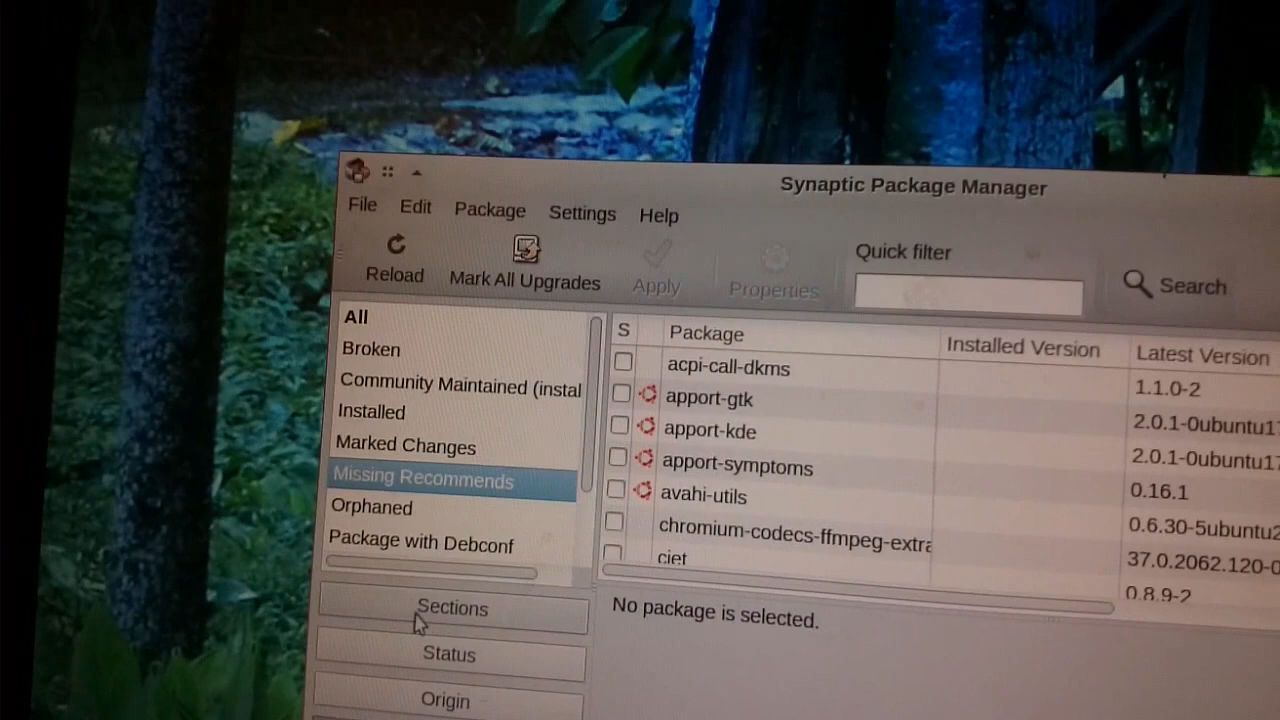 Synaptic Package Manager
File Edit Package Settings Help
Reload Mark All Upgrades Apply Properties Quick filter Search
All
Broken
Community Maintained (instal
Installed
Marked Changes
Missing Recommends
Orphaned
Package with Debconf
Sections
Status
Origin
S Package Installed Version Latest Version
acpi-call-dkms 1.1.0-2
apport-gtk 2.0.1-0ubuntu17
apport-kde 2.0.1-0ubuntu17
apport-symptoms 0.16.1
avahi-utils 0.6.30-5ubuntu2
chromium-codecs-ffmpeg-extra 37.0.2062.120-0
cjet 0.8.9-2
No package is selected.